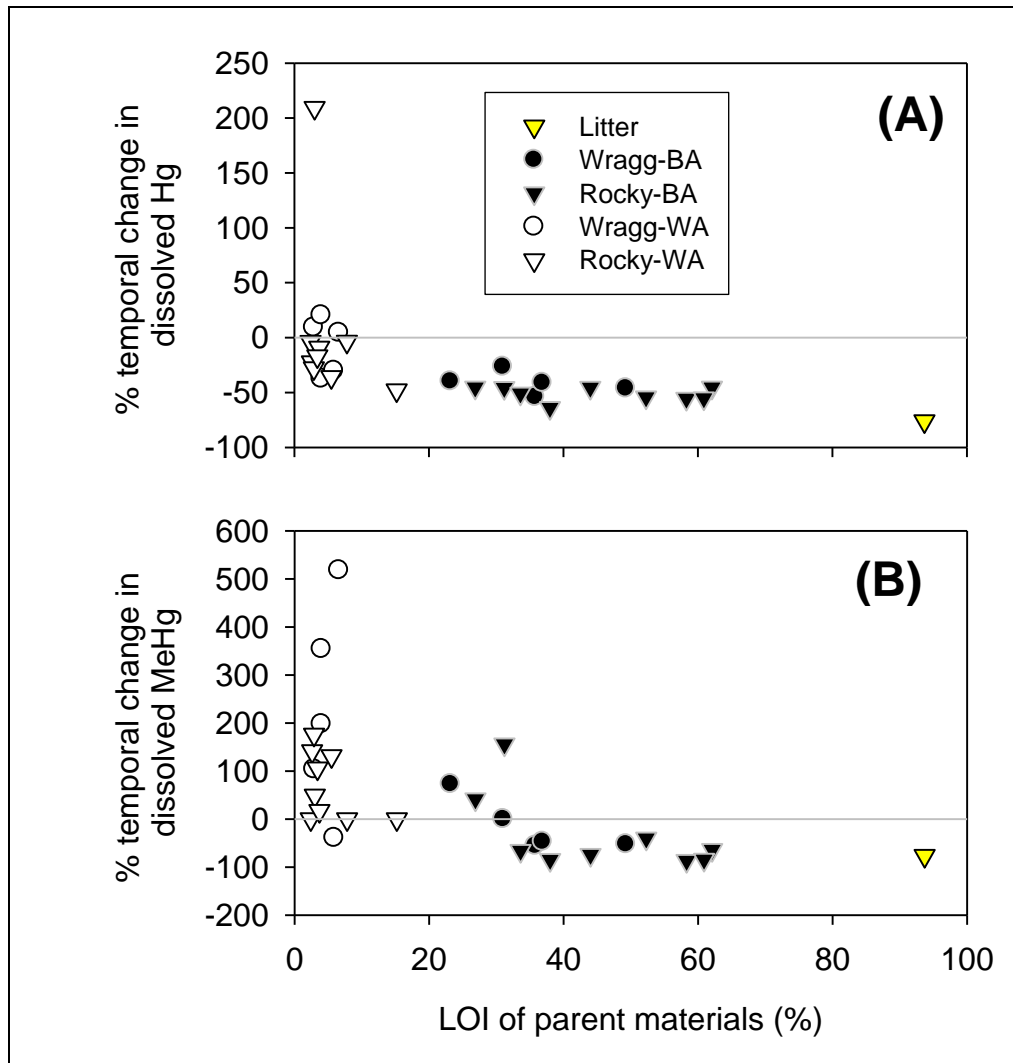 250
200
150
100
50
0
-50
-100
% temporal change in
dissolved Hg
(A)
Litter
Wragg-BA
Rocky-BA
Wragg-WA
Rocky-WA
600
500
400
300
200
100
0
-100
-200
% temporal change in
dissolved MeHg
(B)
0 20 40 60 80 100
LOI of parent materials (%)